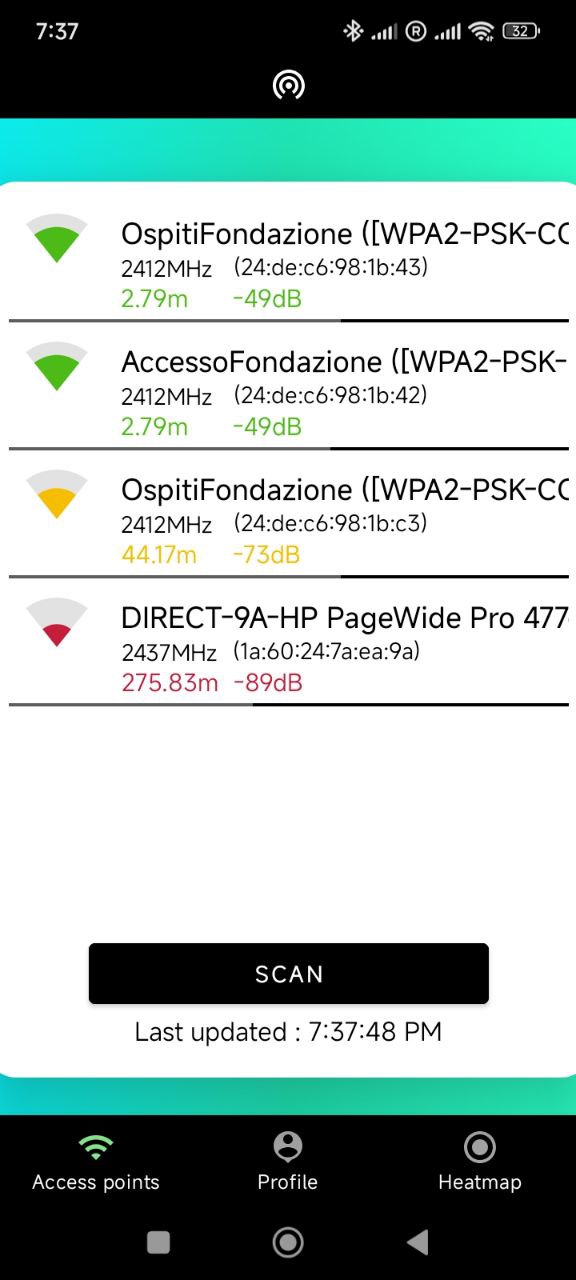 7:37
R
32
OspitiFondazione ([WPA2-PSK-CC
2412MHz (24:de:c6:98:1b:43)
2.79m -49dB
AccessoFondazione ([WPA2-PSK-
2412MHz (24:de:c6:98:1b:42)
2.79m -49dB
OspitiFondazione ([WPA2-PSK-CC
2412MHz (24:de:c6:98:1b:c3)
44.17m -73dB
DIRECT-9A-HP PageWide Pro 477
2437MHz (1a:60:24:7a:ea:9a)
275.83m -89dB
SCAN
Last updated : 7:37:48 PM
Access points
Profile
Heatmap